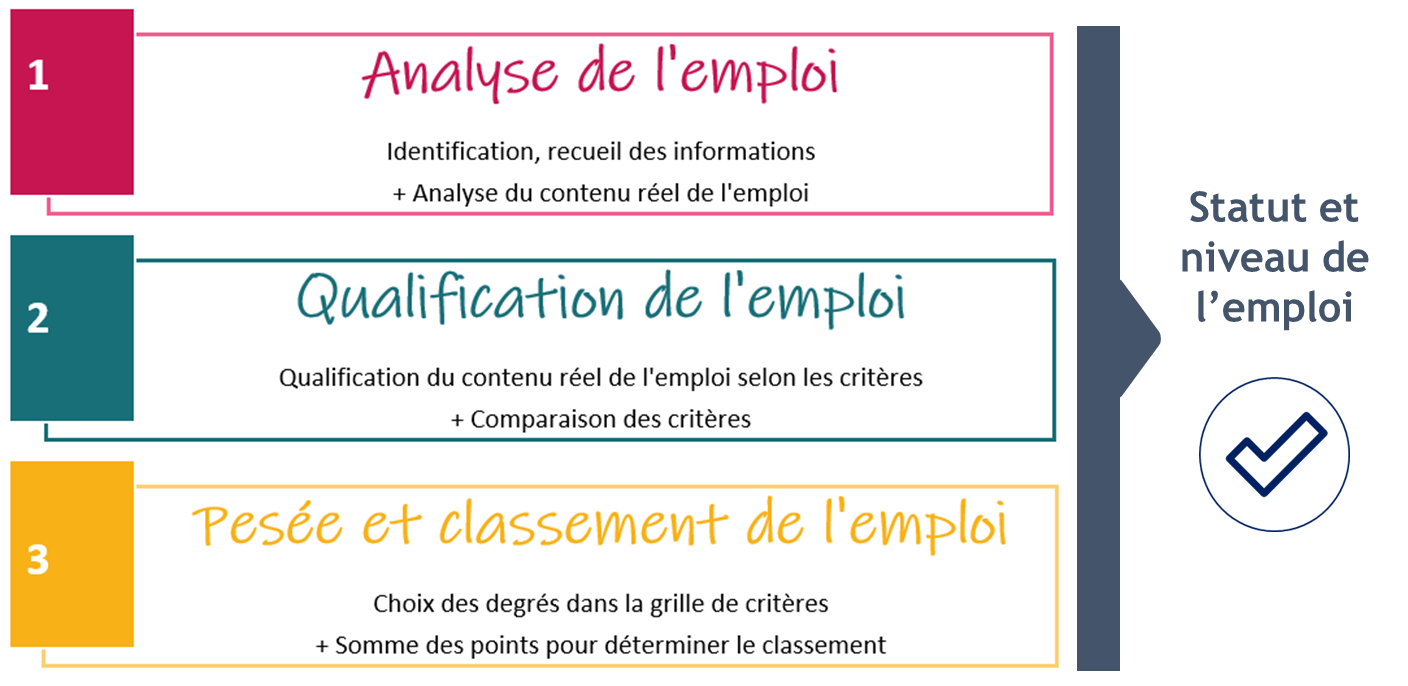 1
Analyse de l'emploi
Identification, recueil des informations
+ Analyse du contenu réel de l'emploi
2
Qualification de l'emploi
Qualification du contenu réel de l'emploi selon les critères
+ Comparaison des critères
3
Pesée et classement de l'emploi
Choix des degrés dans la grille de critères
+ Somme des points pour déterminer le classement
Statut et
niveau de
l’emploi